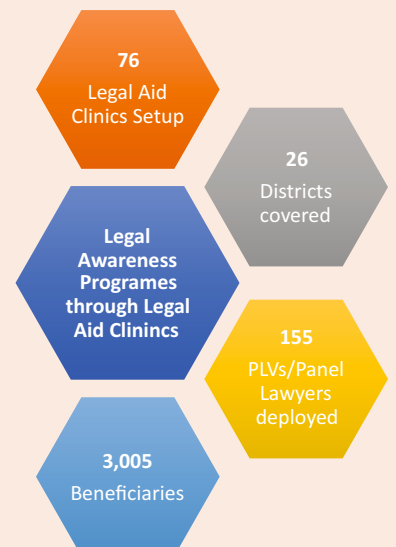 76
Legal Aid
Clinics Setup
26
Districts
covered
Legal
Awareness
Programes
through Legal
Aid Clinincs
155
PLVs/Panel
Lawyers
deployed
3,005
Beneficiaries